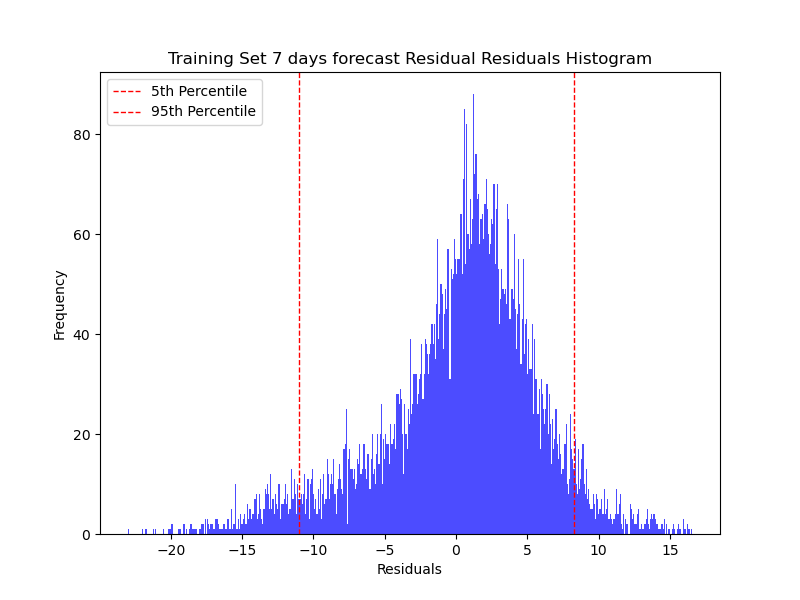 Training Set 7 days forecast Residual Residuals Histogram
5th Percentile
95th Percentile
80
60
40
20
0
Frequency
−20 −15 −10 −5 0 5 10 15
Residuals